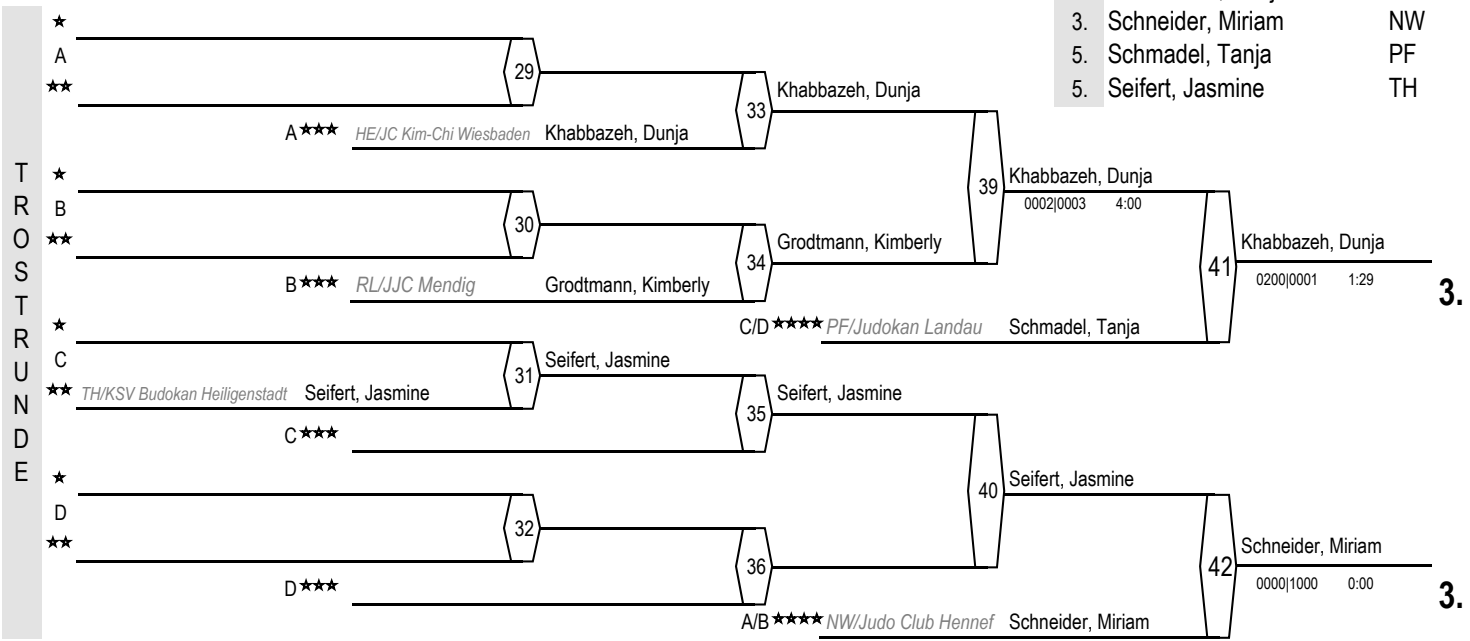 3. Schneider, Miriam NW
5. Schmadel, Tanja PF
5. Seifert, Jasmine TH
TROSTRUNDE
★
A
★★
29
A★★★ HE/JC Kim-Chi Wiesbaden Khabbazeh, Dunja
33
Khabbazeh, Dunja
★
B
★★
30
B★★★ RL/JJC Mendig Grodtmann, Kimberly
34
Grodtmann, Kimberly
39
Khabbazeh, Dunja
0002|0003 4:00
C/D★★★★ PF/Judokan Landau Schmadel, Tanja
41
Khabbazeh, Dunja
0200|0001 1:29
3.
★
C
★★ TH/KSV Budokan Heiligenstadt Seifert, Jasmine
31
Seifert, Jasmine
C★★★
35
Seifert, Jasmine
★
D
★★
32
D★★★
36
40
Seifert, Jasmine
A/B★★★★ NW/Judo Club Hennef Schneider, Miriam
42
Schneider, Miriam
0000|1000 0:00
3.